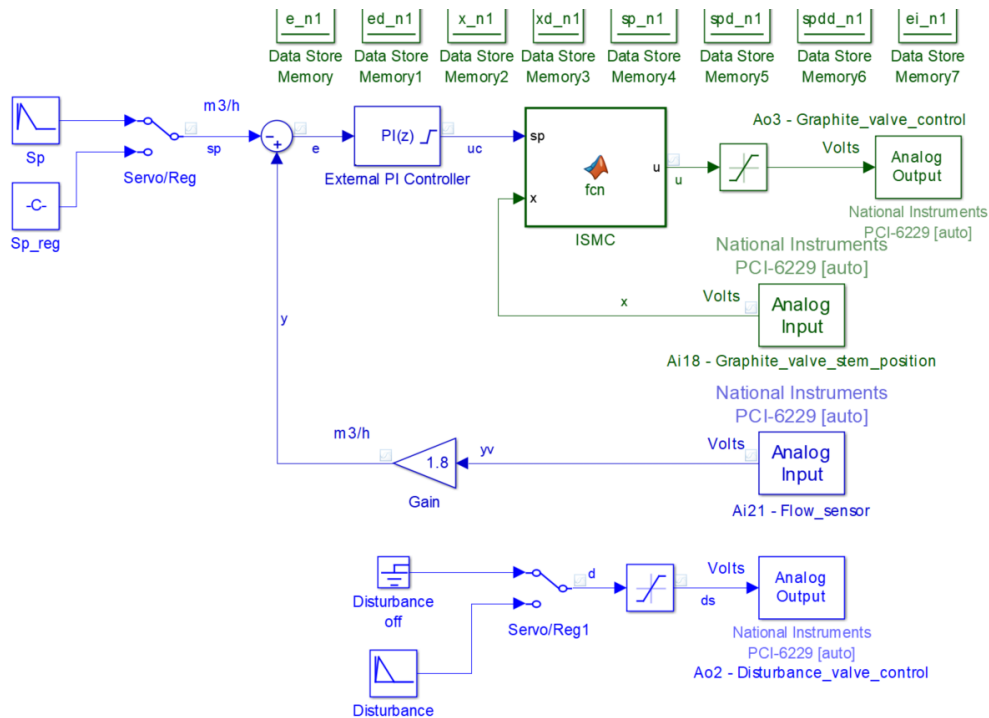 e_n1
ed_n1
x_n1
xd_n1
sp_n1
spd_n1
spdd_n1
ei_n1
Data Store
Memory
Data Store
Memory1
Data Store
Memory2
Data Store
Memory3
Data Store
Memory4
Data Store
Memory5
Data Store
Memory6
Data Store
Memory7
Sp
-C-
Sp_reg
Servo/Reg
m3/h
sp
e
PI(z)
External PI Controller
uc
sp
x
fcn
u
ISMC
u
Ao3 - Graphite_valve_control
Volts
Analog
Output
National Instruments
PCI-6229 [auto]
National Instruments
PCI-6229 [auto]
x
Volts
Analog
Input
Ai18 - Graphite_valve_stem_position
y
National Instruments
PCI-6229 [auto]
m3/h
1.8
Gain
yv
Volts
Analog
Input
Ai21 - Flow_sensor
Disturbance
off
Servo/Reg1
d
ds
Volts
Analog
Output
National Instruments
PCI-6229 [auto]
Ao2 - Disturbance_valve_control
Disturbance